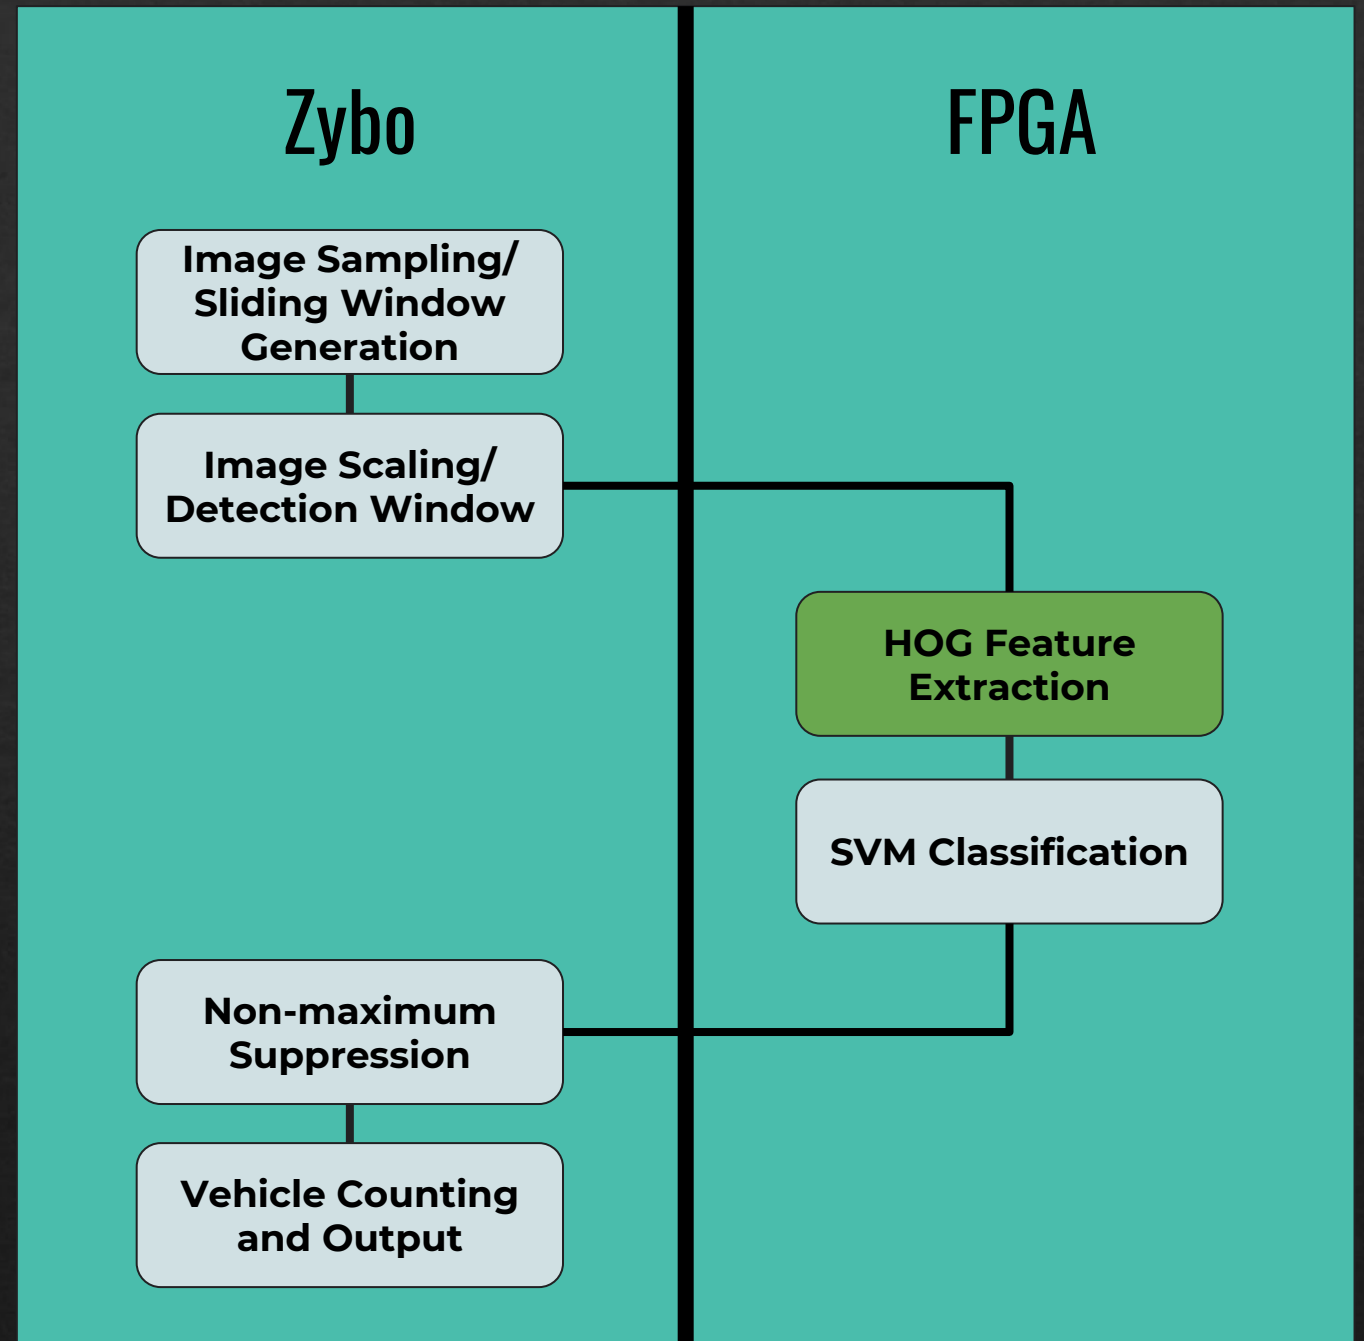 Zybo
FPGA
Image Sampling/
Sliding Window
Generation
Image Scaling/
Detection Window
HOG Feature
Extraction
SVM Classification
Non-maximum
Suppression
Vehicle Counting
and Output